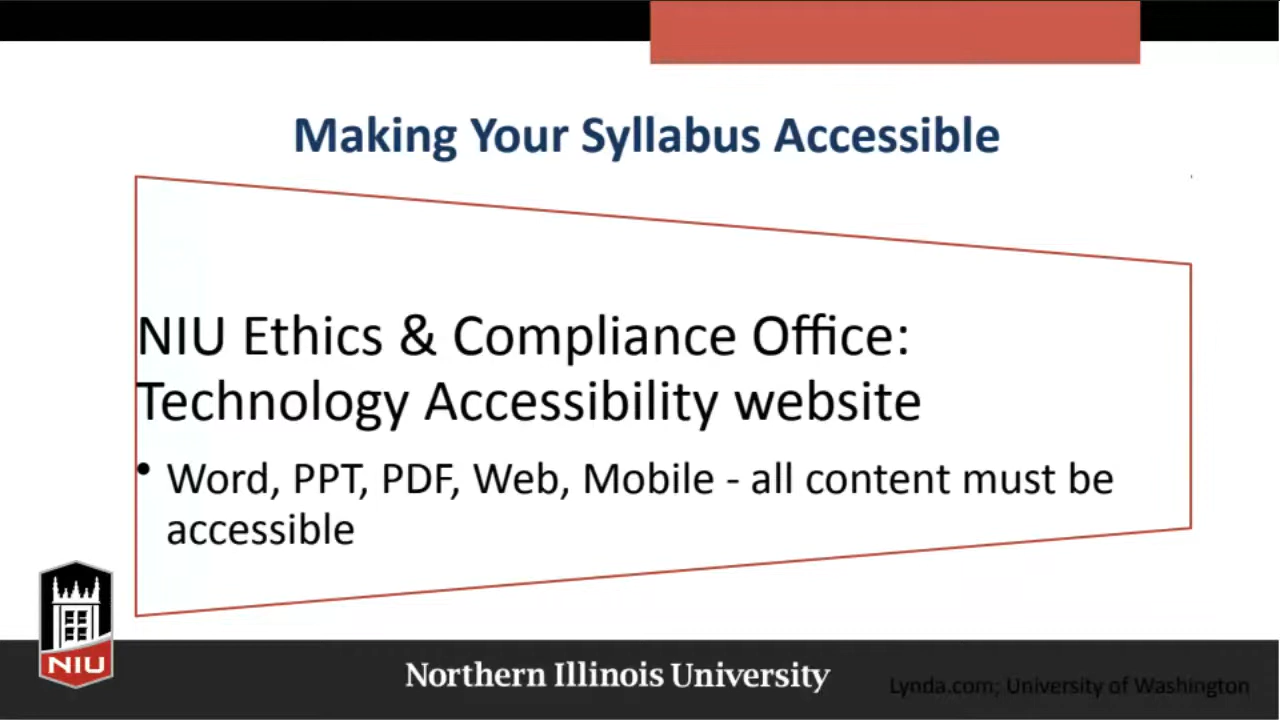 Making Your Syllabus Accessible
NIU Ethics & Compliance Office:
Technology Accessibility website
• Word, PPT, PDF, Web, Mobile - all content must be
accessible
NIU
Northern Illinois University
Lynda.com; University of Washington